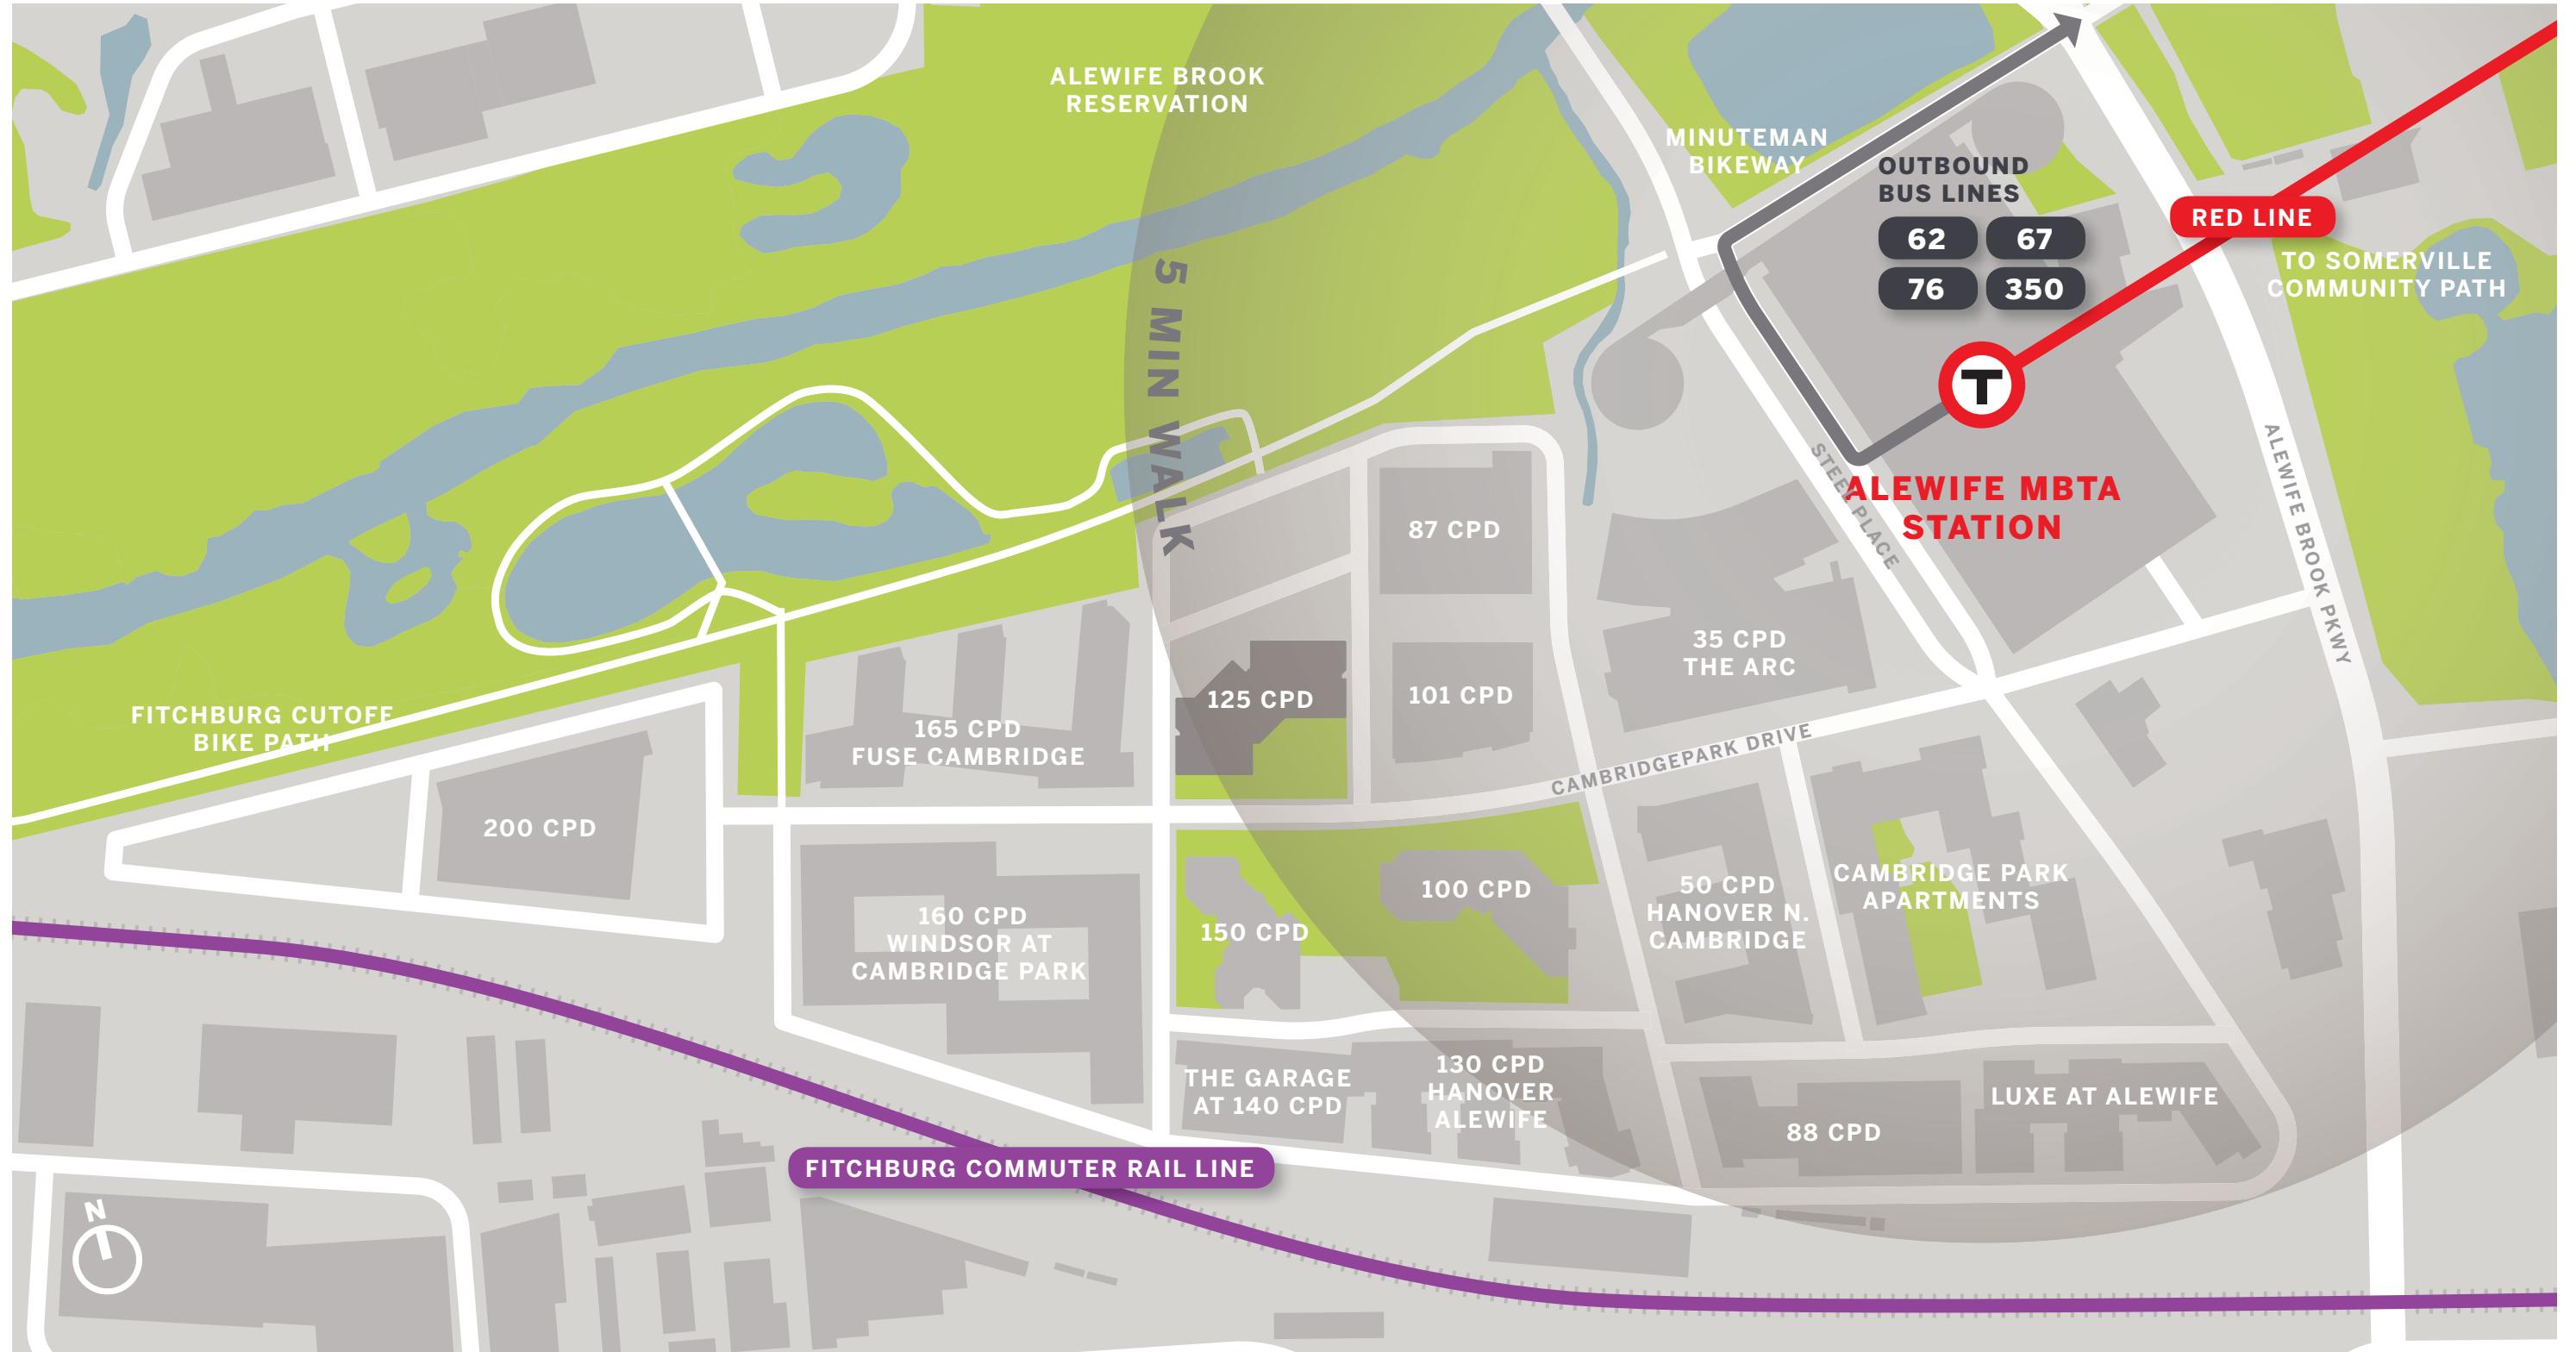 ALEWIFE BROOK
RESERVATION
MINUTEMAN
BIKEWAY
OUTBOUND
BUS LINES
62
67
76
350
RED LINE
TO SOMERVILLE
COMMUNITY PATH
5 MIN WALK
T
ALEWIFE MBTA
STATION
STEEL PLACE
ALEWIFE BROOK PKWY
87 CPD
35 CPD
THE ARC
125 CPD
101 CPD
FITCHBURG CUTOFF
BIKE PATH
165 CPD
FUSE CAMBRIDGE
CAMBRIDGEPARK DRIVE
200 CPD
160 CPD
WINDSOR AT
CAMBRIDGE PARK
150 CPD
100 CPD
50 CPD
HANOVER N.
CAMBRIDGE
CAMBRIDGE PARK
APARTMENTS
THE GARAGE
AT 140 CPD
130 CPD
HANOVER
ALEWIFE
88 CPD
LUXE AT ALEWIFE
FITCHBURG COMMUTER RAIL LINE
N